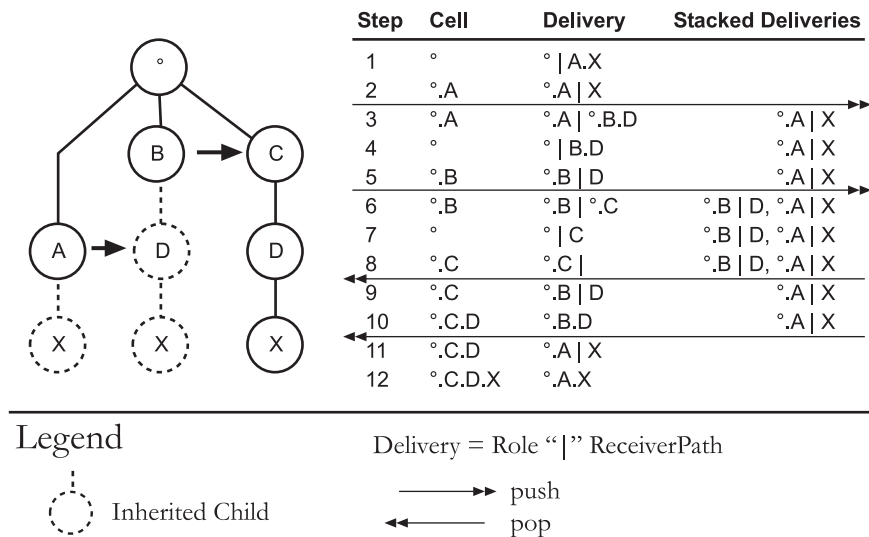 Step Cell Delivery Stacked Deliveries
1 ° ° | A.X
2 °.A °.A | X
3 °.A °.A | °.B.D °.A | X
4 ° ° | B.D °.A | X
5 °.B °.B | D °.A | X
6 °.B °.B | °.C °.B | D, °.A | X
7 ° ° | C °.B | D, °.A | X
8 °.C °.C | °.B | D, °.A | X
9 °.C °.B | D °.A | X
10 °.C.D °.B.D °.A | X
11 °.C.D °.A | X
12 °.C.D.X °.A.X
°
B C
A D D
X X X
Legend
Inherited Child
Delivery = Role “|” ReceiverPath
push
pop